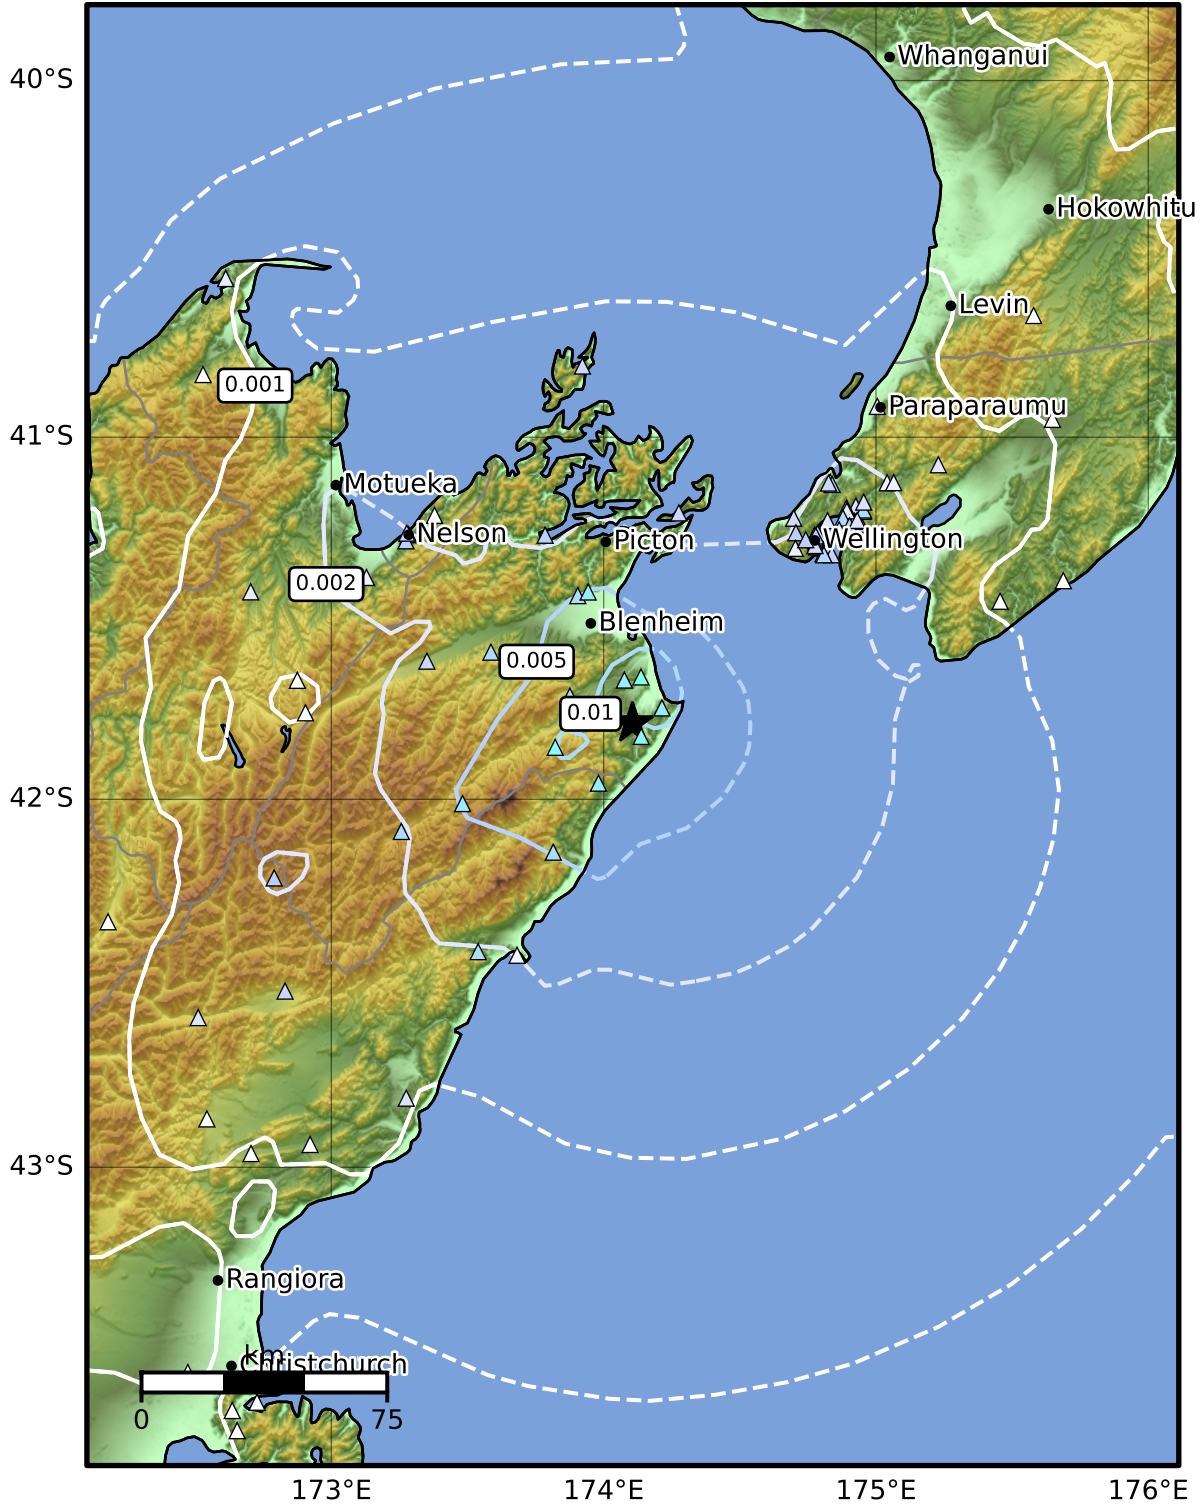 Whanganui
40°S
Hokowhitu
Levin
0.001
Paraparaumu
41°S
Motueka
Nelson
Picton
Wellington
0.002
Blenheim
0.005
0.01
42°S
43°S
Rangiora
km
Christchurch
0 75
173°E 174°E 175°E 176°E